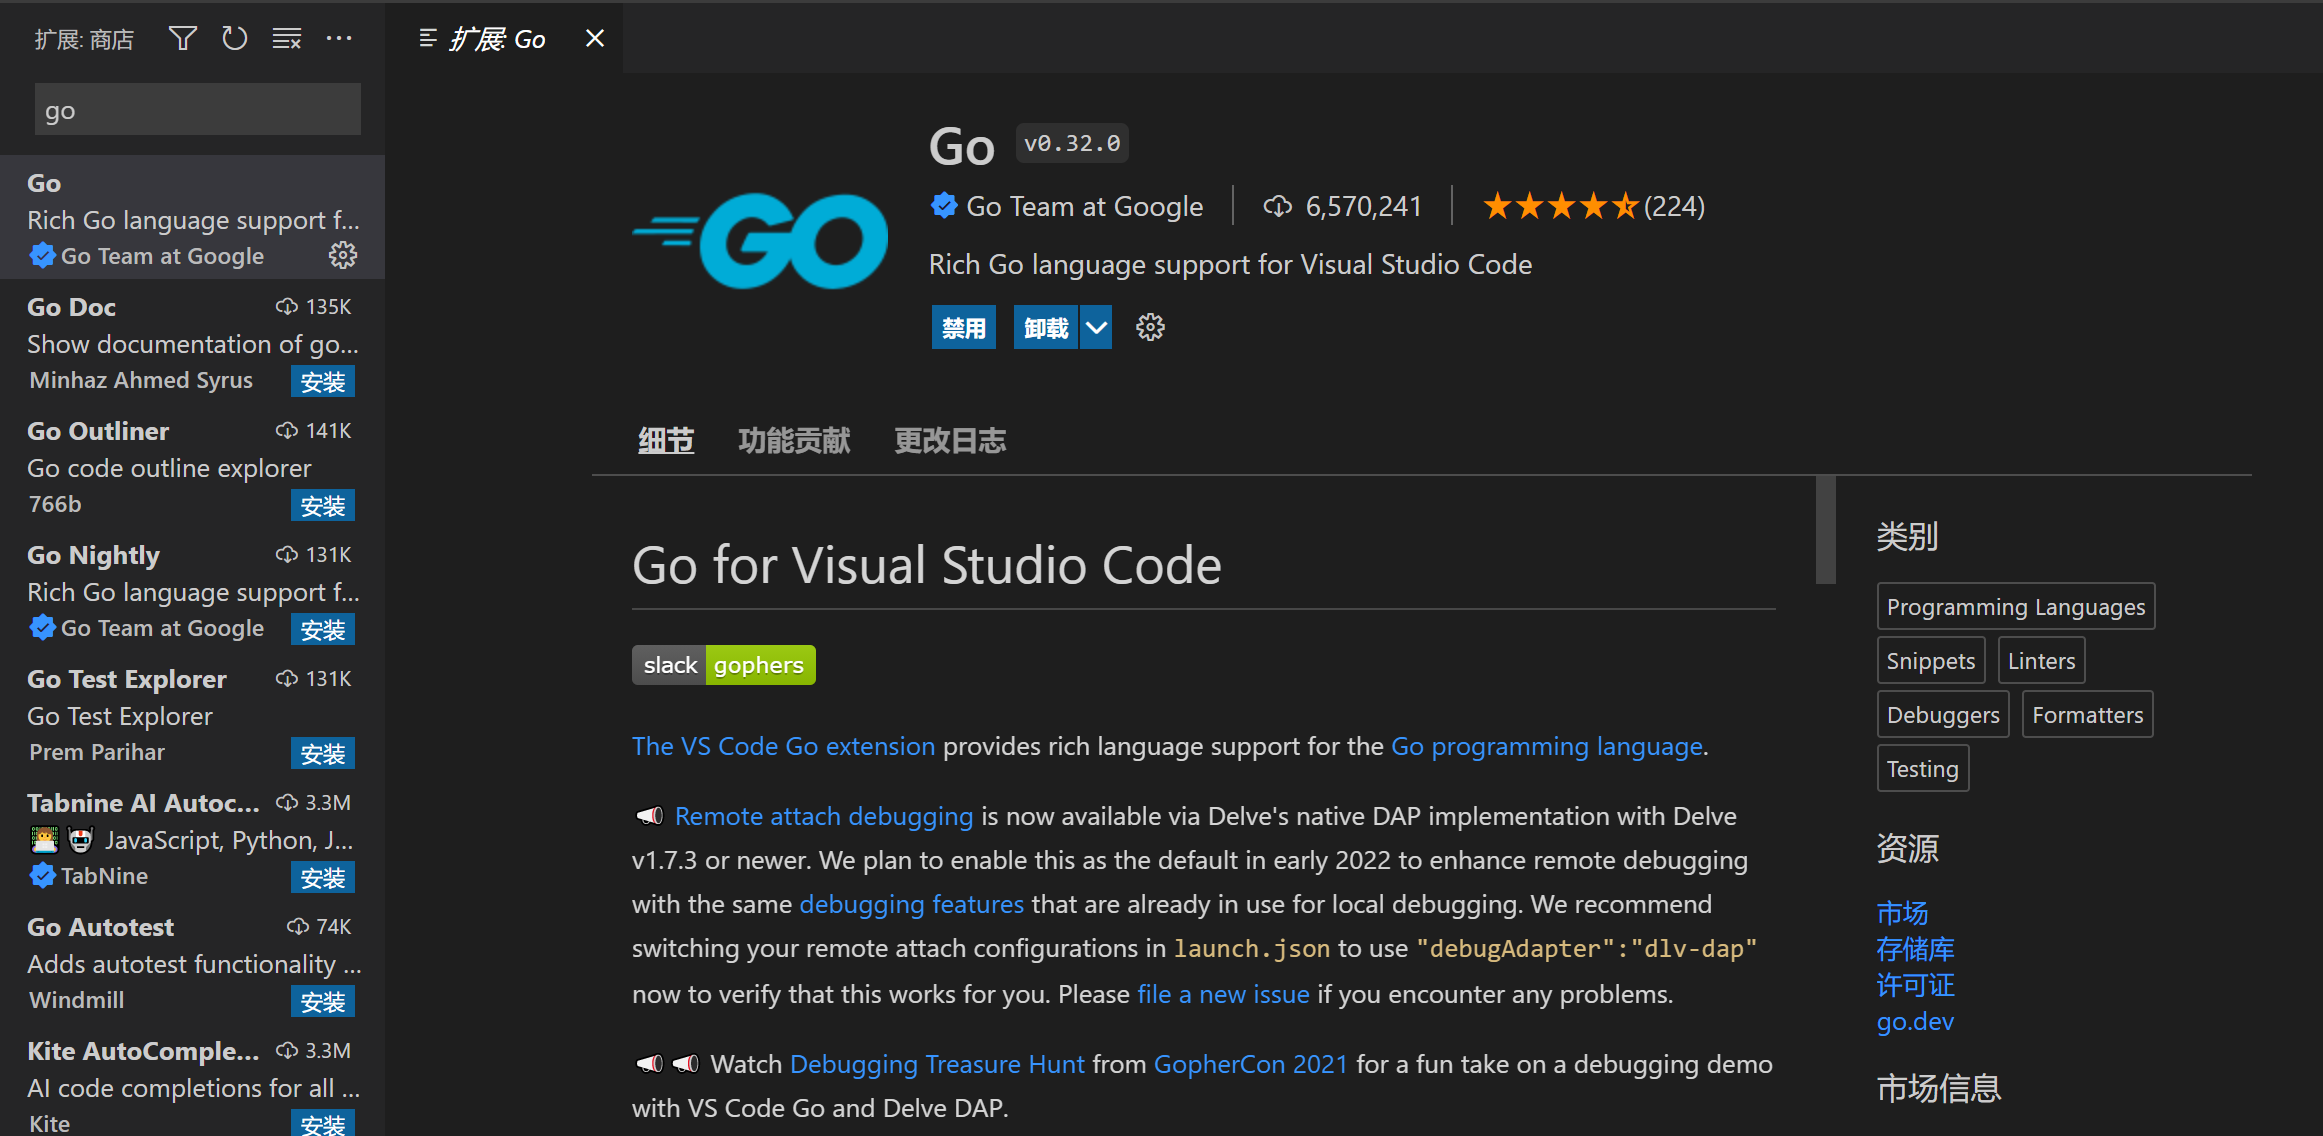 扩展: 商店
go
Go
Rich Go language support f...
Go Team at Google
Go Doc 135K
Show documentation of go...
Minhaz Ahmed Syrus 安装
Go Outliner 141K
Go code outline explorer
766b 安装
Go Nightly 131K
Rich Go language support f...
Go Team at Google 安装
Go Test Explorer 131K
Go Test Explorer
Prem Parihar 安装
Tabnine AI Autoc... 3.3M
JavaScript, Python, J...
TabNine 安装
Go Autotest 74K
Adds autotest functionality ...
Windmill 安装
Kite AutoComple... 3.3M
AI code completions for all ...
Kite 安装
扩展: Go
GO
Go v0.32.0
Go Team at Google 6,570,241 (224)
Rich Go language support for Visual Studio Code
禁用 卸载
细节 功能贡献 更改日志
Go for Visual Studio Code
slack gophers
The VS Code Go extension provides rich language support for the Go programming language.
Remote attach debugging is now available via Delve's native DAP implementation with Delve
v1.7.3 or newer. We plan to enable this as the default in early 2022 to enhance remote debugging
with the same debugging features that are already in use for local debugging. We recommend
switching your remote attach configurations in launch.json to use "debugAdapter":"dlv-dap"
now to verify that this works for you. Please file a new issue if you encounter any problems.
Watch Debugging Treasure Hunt from GopherCon 2021 for a fun take on a debugging demo
with VS Code Go and Delve DAP.
类别
Programming Languages
Snippets Linters
Debuggers Formatters
Testing
资源
市场
存储库
许可证
go.dev
市场信息